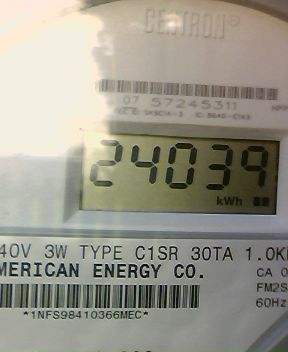 CENTRON®
07 57245311
24039
kWh
40V 3W TYPE C1SR 30TA 1.0K
MERICAN ENERGY CO.
CA 0
FM2S
60Hz
*1NFS98410366MEC*